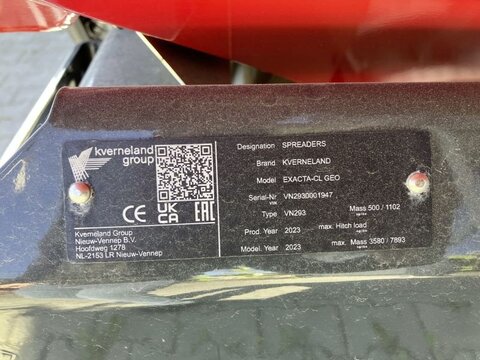 kverneland
group
CE UK CA EAC
Kverneland Group
Nieuw-Vennep B.V.
Hoofdweg 1278
NL-2153 LR Nieuw-Vennep
Designation SPREADERS
Brand KVERNELAND
Model EXACTA-CL GEO
Serial-Nr VN2930001947
Type VN293 Mass 500 / 1102
Prod. Year 2023 max. Hitch load
Model. Year 2023 max. Mass 3580 / 7893